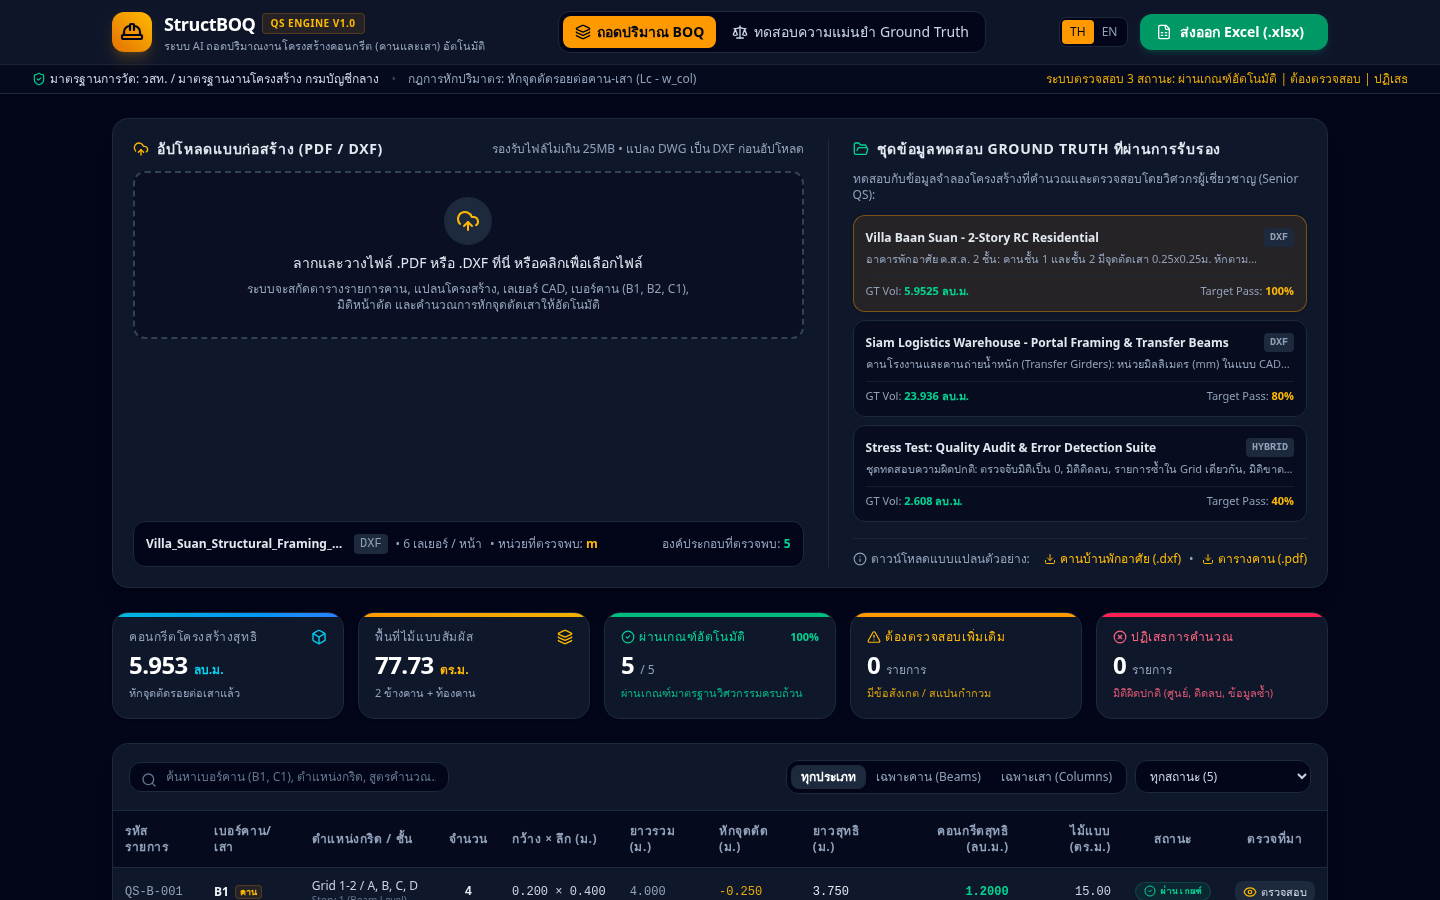 StructBOQ QS ENGINE V1.0
ระบบ AI ถอดปริมาณงานโครงสร้างคอนกรีต (คานและเสา) อัตโนมัติ
ถอดปริมาณ BOQ
ทดสอบความแม่นยำ Ground Truth
TH EN
ส่งออก Excel (.xlsx)
มาตรฐานการวัด: วสท. / มาตรฐานงานโครงสร้าง กรมบัญชีกลาง • กฎการหักปริมาตร: หักจุดตัดรอยต่อคาน-เสา (Lc - w_col)
ระบบตรวจสอบ 3 สถานะ: ผ่านเกณฑ์อัตโนมัติ | ต้องตรวจสอบ | ปฏิเสธ
อัปโหลดแบบก่อสร้าง (PDF / DXF)
รองรับไฟล์ไม่เกิน 25MB • แปลง DWG เป็น DXF ก่อนอัปโหลด
ลากและวางไฟล์ .PDF หรือ .DXF ที่นี่ หรือคลิกเพื่อเลือกไฟล์
ระบบจะสกัดตารางรายการคาน, แปลนโครงสร้าง, เลเยอร์ CAD, เบอร์คาน (B1, B2, C1),
มิติหน้าตัด และคำนวณการหักจุดตัดเสาให้อัตโนมัติ
Villa_Suan_Structural_Framing_... DXF • 6 เลเยอร์ / หน้า • หน่วยที่ตรวจพบ: m
องค์ประกอบที่ตรวจพบ: 5
ชุดข้อมูลทดสอบ GROUND TRUTH ที่ผ่านการรับรอง
ทดสอบกับข้อมูลจำลองโครงสร้างที่คำนวณและตรวจสอบโดยวิศวกรผู้เชี่ยวชาญ (Senior
QS):
Villa Baan Suan - 2-Story RC Residential DXF
อาคารพักอาศัย ค.ส.ล. 2 ชั้น: คานชั้น 1 และชั้น 2 มีจุดตัดเสา 0.25x0.25ม. หักตาม...
GT Vol: 5.9525 ลบ.ม. Target Pass: 100%
Siam Logistics Warehouse - Portal Framing & Transfer Beams DXF
คานโรงงานและคานถ่ายน้ำหนัก (Transfer Girders): หน่วยมิลลิเมตร (mm) ในแบบ CAD...
GT Vol: 23.936 ลบ.ม. Target Pass: 80%
Stress Test: Quality Audit & Error Detection Suite HYBRID
ชุดทดสอบความผิดปกติ: ตรวจจับมิติเป็น 0, มิติติดลบ, รายการซ้ำใน Grid เดียวกัน, มิติขาด...
GT Vol: 2.608 ลบ.ม. Target Pass: 40%
ดาวน์โหลดแบบแปลนตัวอย่าง: คานบ้านพักอาศัย (.dxf) • ตารางคาน (.pdf)
คอนกรีตโครงสร้างสุทธิ
5.953 ลบ.ม.
หักจุดตัดรอยต่อเสาแล้ว
พื้นที่ไม้แบบสัมผัส
77.73 ตร.ม.
2 ข้างคาน + ท้องคาน
ผ่านเกณฑ์อัตโนมัติ 100%
5 / 5
ผ่านเกณฑ์มาตรฐานวิศวกรรมครบถ้วน
ต้องตรวจสอบเพิ่มเติม
0 รายการ
มีข้อสังเกต / สแปนกำกวม
ปฏิเสธการคำนวณ
0 รายการ
มิติผิดปกติ (ศูนย์, ติดลบ, ข้อมูลซ้ำ)
ค้นหาเบอร์คาน (B1, C1), ตำแหน่งกริด, สูตรคำนวณ..
ทุกประเภท เฉพาะคาน (Beams) เฉพาะเสา (Columns) ทุกสถานะ (5)
รหัส
รายการ
เบอร์คาน/
เสา
ตำแหน่งกริด / ชั้น
จำนวน
กว้าง × ลึก (ม.)
ยาวรวม
(ม.)
หักจุดตัด
(ม.)
ยาวสุทธิ
(ม.)
คอนกรีตสุทธิ
(ลบ.ม.)
ไม้แบบ
(ตร.ม.)
สถานะ
ตรวจที่มา
QS-B-001 B1 คาน Grid 1-2 / A, B, C, D 4 0.200 × 0.400 4.000 -0.250 3.750 1.2000 15.00 ผ่านเกณฑ์ ตรวจสอบ
Story 1 (Beam Level)